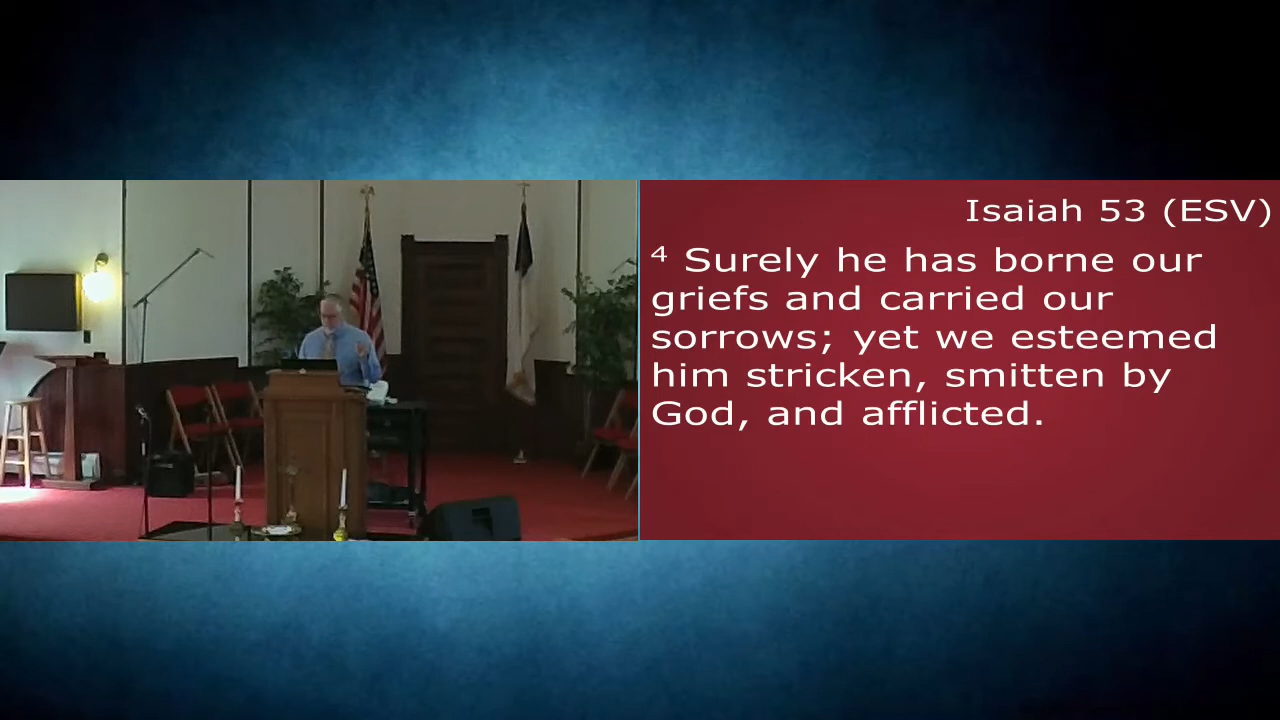 Isaiah 53 (ESV)
⁴ Surely he has borne our
griefs and carried our
sorrows; yet we esteemed
him stricken, smitten by
God, and afflicted.